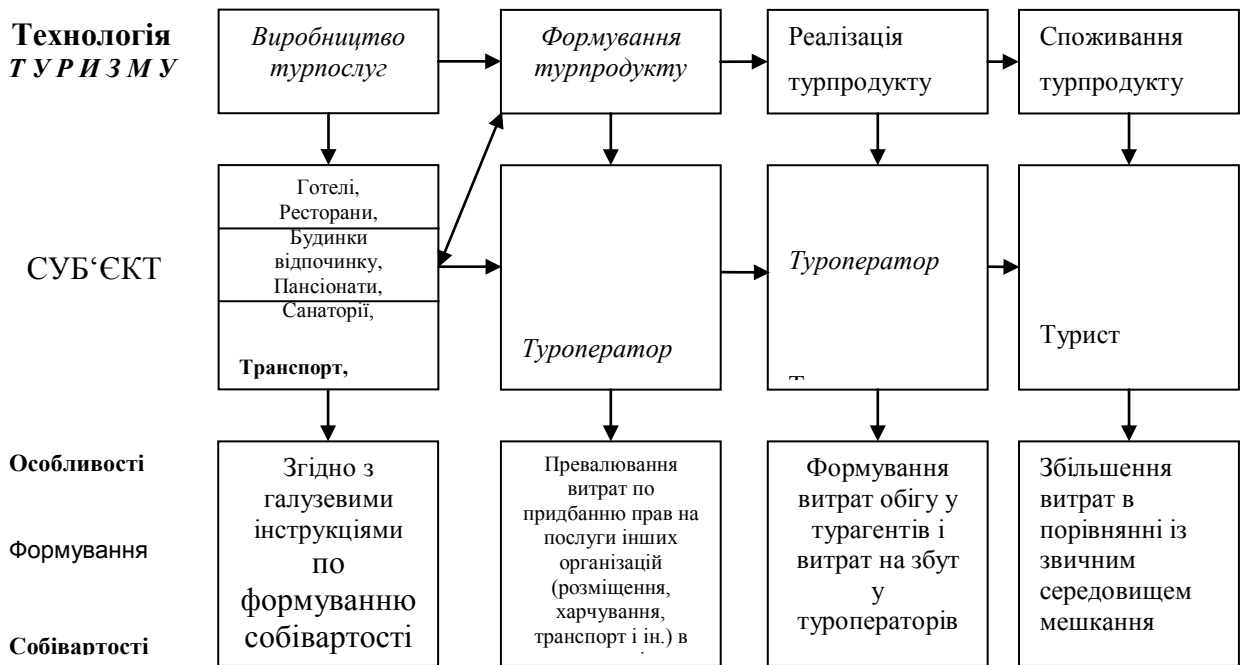 Технологія
Т У Р И З М У
Виробництво
турпослуг
Формування
турпродукту
Реалізація
турпродукту
Споживання
турпродукту
СУБ‘ЄКТ
Готелі,
Ресторани,
Будинки
відпочинку,
Пансіонати,
Санаторії,
Транспорт,
Туроператор
Туроператор
Турист
Особливості
Формування
Собівартості
Згідно з
галузевими
інструкціями
по
формуванню
собівартості
Превалювання
витрат по
придбанню прав на
послуги інших
організацій
(розміщення,
харчування,
транспорт і ін.) в
Формування
витрат обігу у
турагентів і
витрат на збут
у
туроператорів
Збільшення
витрат в
порівнянні із
звичним
середовищем
мешкання